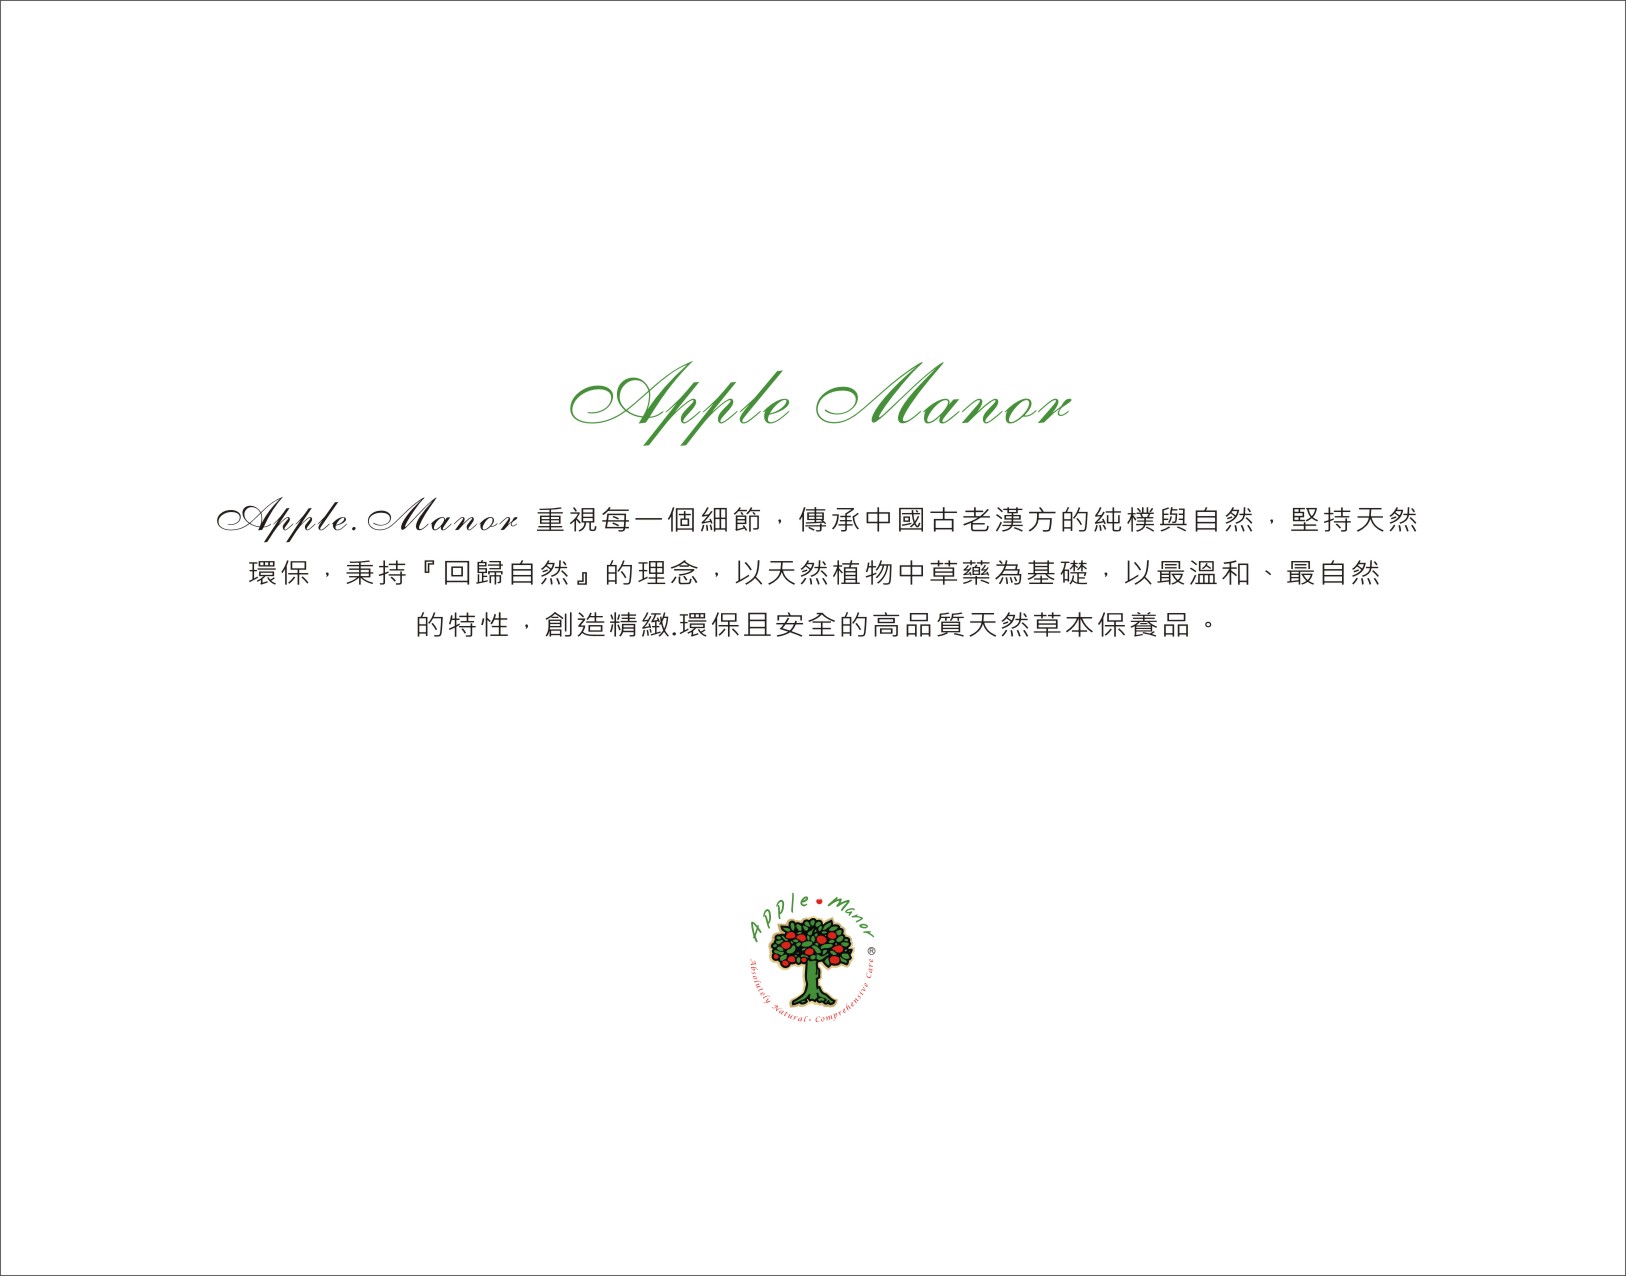 Apple Manor
Apple. Manor 重視每一個細節，傳承中國古老漢方的純樸與自然，堅持天然
環保，秉持『回歸自然』的理念，以天然植物中草藥為基礎，以最溫和、最自然
的特性，創造精緻.環保且安全的高品質天然草本保養品。
Apple•Manor
®
Absolutely Natural·Comprehensive Care